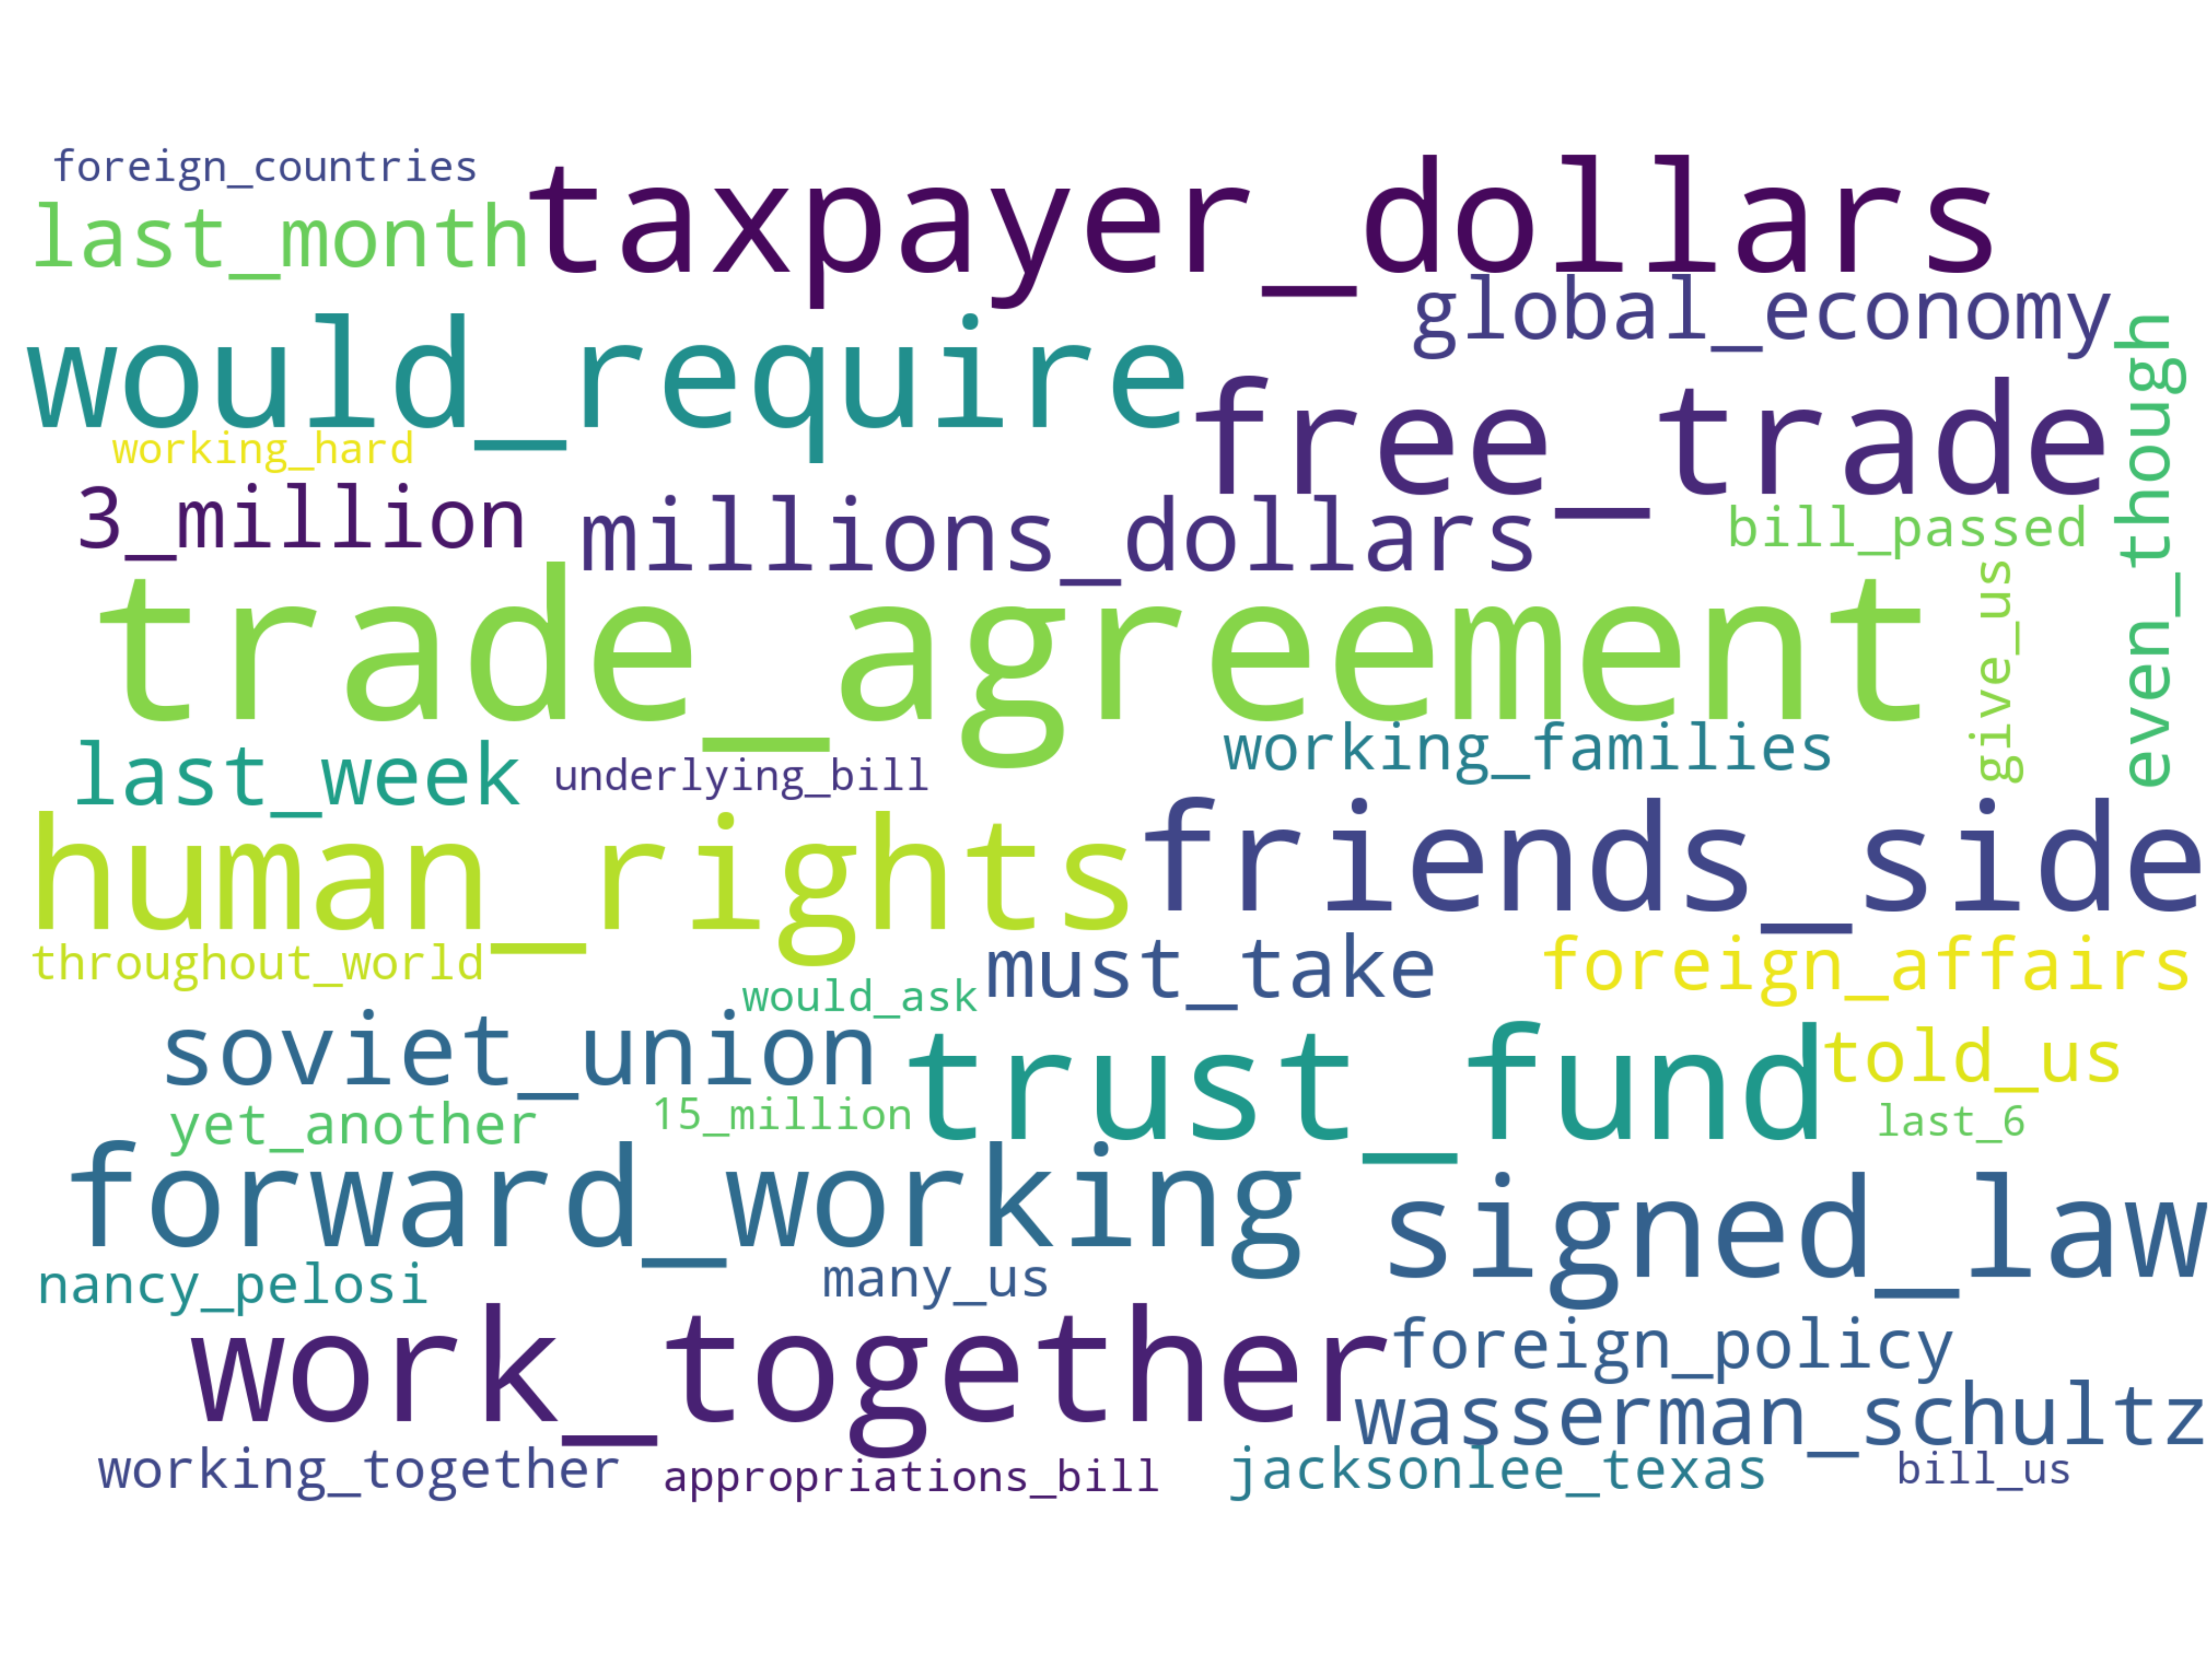 foreign_countries
taxpayer_dollars
last_month
global_economy
would_require
even_though
free_trade
working_hard
3_million
millions_dollars
bill_passed
trade_agreement
give_us
working_families
last_week
underlying_bill
human_rights
friends_side
throughout_world
must_take
foreign_affairs
would_ask
soviet_union
trust_fund
told_us
yet_another
15_million
last_6
forward_working
signed_law
nancy_pelosi
many_us
work_together
foreign_policy
wasserman_schultz
working_together
appropriations_bill
jacksonlee_texas
bill_us